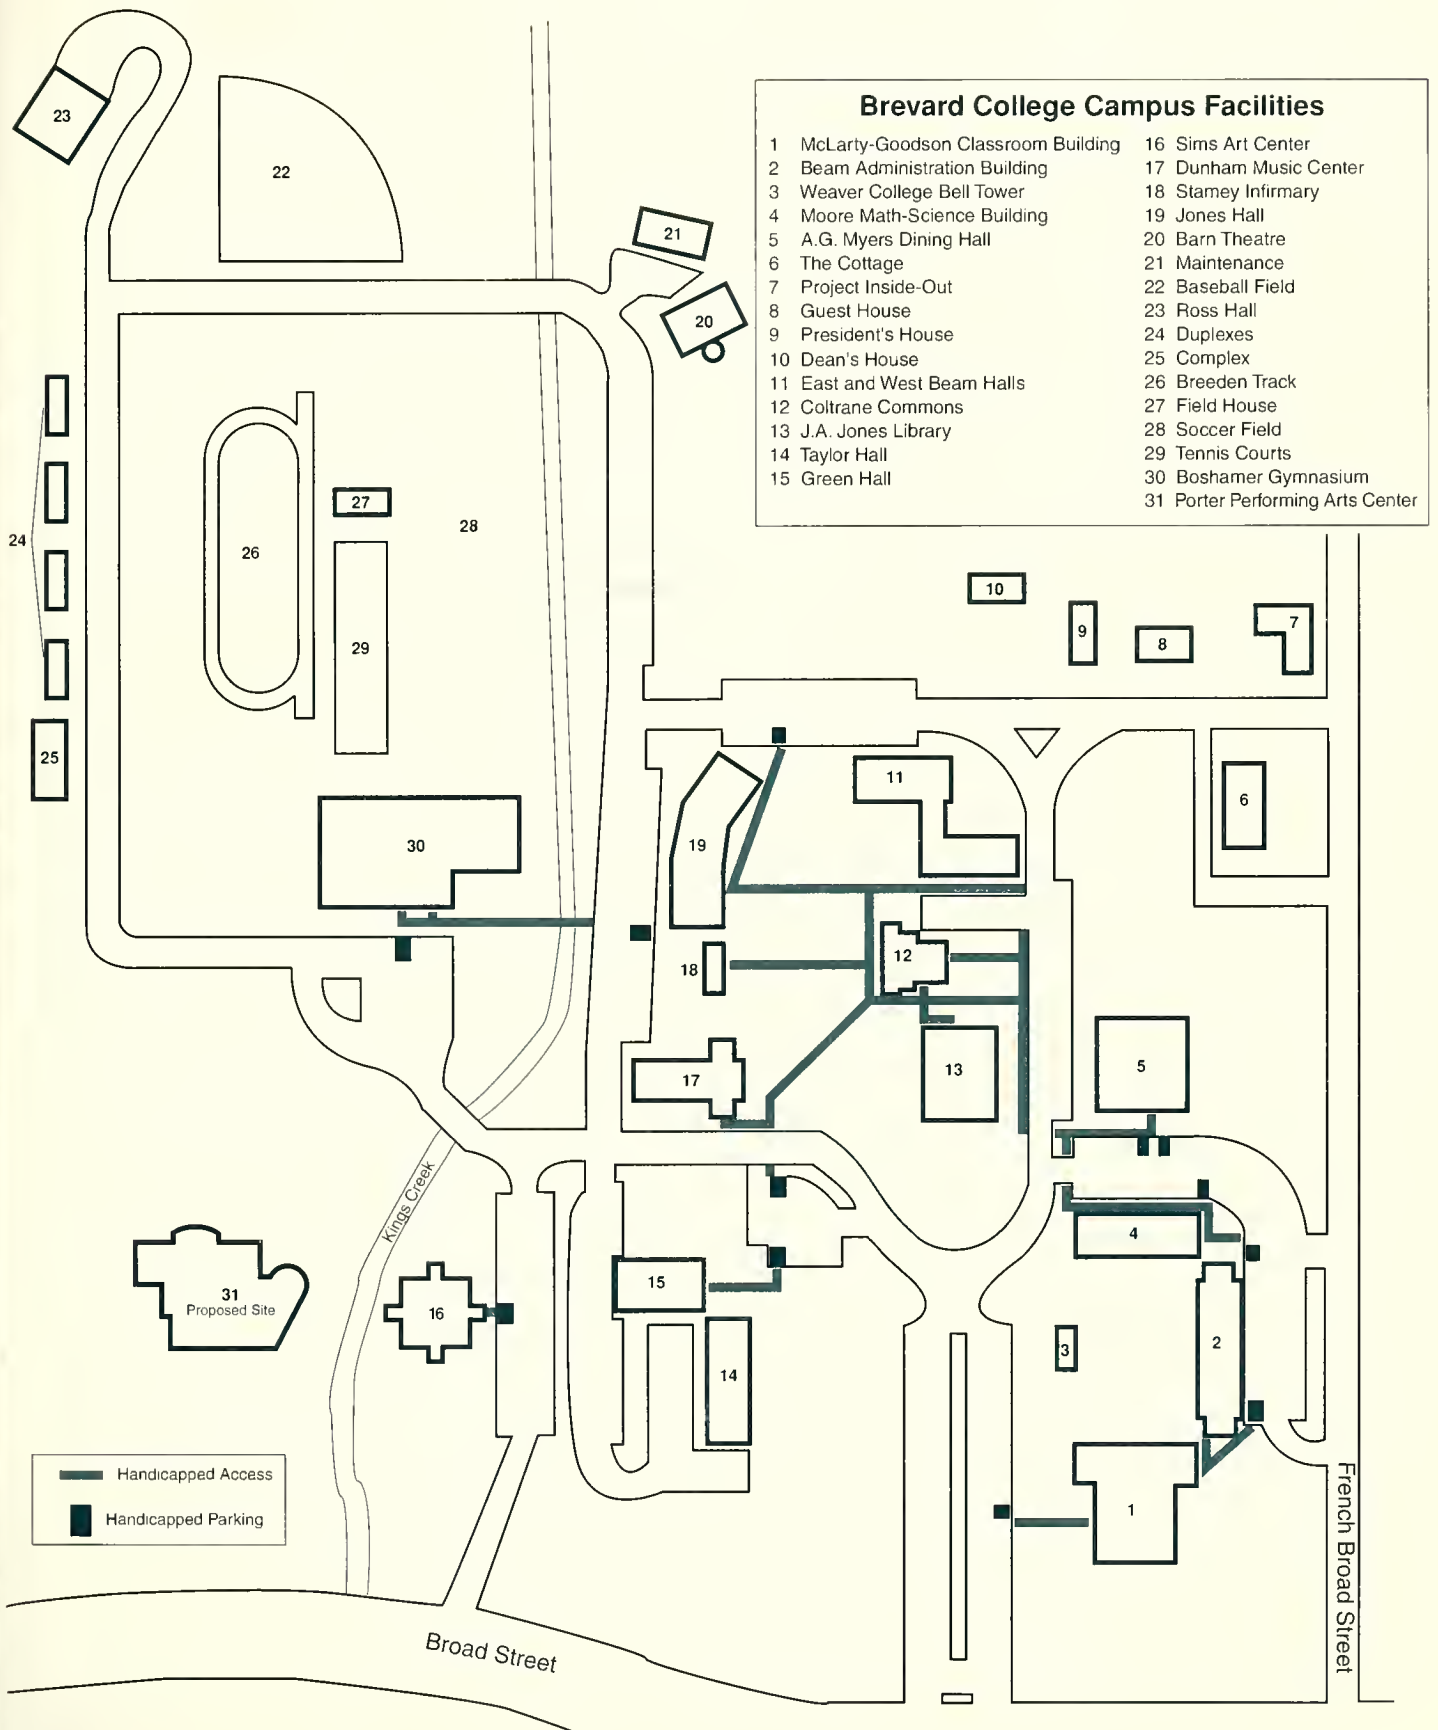 Brevard College Campus Facilities
1 McLarty-Goodson Classroom Building
2 Beam Administration Building
3 Weaver College Bell Tower
4 Moore Math-Science Building
5 A.G. Myers Dining Hall
6 The Cottage
7 Project Inside-Out
8 Guest House
9 President's House
10 Dean's House
11 East and West Beam Halls
12 Coltrane Commons
13 J.A. Jones Library
14 Taylor Hall
15 Green Hall
16 Sims Art Center
17 Dunham Music Center
18 Stamey Infirmary
19 Jones Hall
20 Barn Theatre
21 Maintenance
22 Baseball Field
23 Ross Hall
24 Duplexes
25 Complex
26 Breeden Track
27 Field House
28 Soccer Field
29 Tennis Courts
30 Boshamer Gymnasium
31 Porter Performing Arts Center
23
22
21
20
24
27
28
26
29
25
30
10
9
8
7
11
6
19
12
18
13
5
17
Kings Creek
4
15
16
31
Proposed Site
14
3
2
1
Handicapped Access
Handicapped Parking
Broad Street
French Broad Street